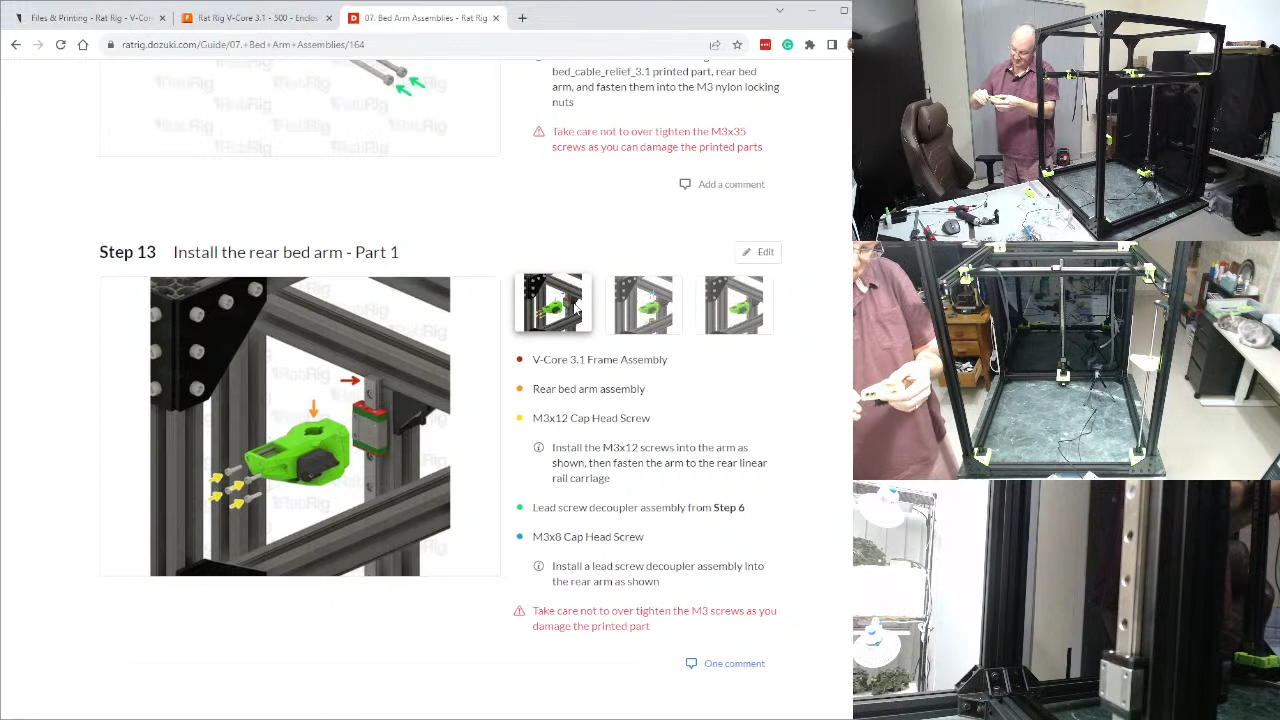 Files & Printing - Rat Rig - V-Cor
Rat Rig V-Core 3.1 - 500 - Endles
07. Bed Arm Assemblies - Rat Rig
ratrig.dozuki.com/Guide/07.+Bed+Arm+Assemblies/164
bed_cable_relief_3.1 printed part, rear bed
arm, and fasten them into the M3 nylon locking
nuts
Take care not to over tighten the M3x35
screws as you can damage the printed parts
Add a comment
Step 13 Install the rear bed arm - Part 1
Edit
V-Core 3.1 Frame Assembly
Rear bed arm assembly
M3x12 Cap Head Screw
Install the M3x12 screws into the arm as
shown, then fasten the arm to the rear linear
rail carriage
Lead screw decoupler assembly from Step 6
M3x8 Cap Head Screw
Install a lead screw decoupler assembly into
the rear arm as shown
Take care not to over tighten the M3 screws as you
damage the printed part
One comment